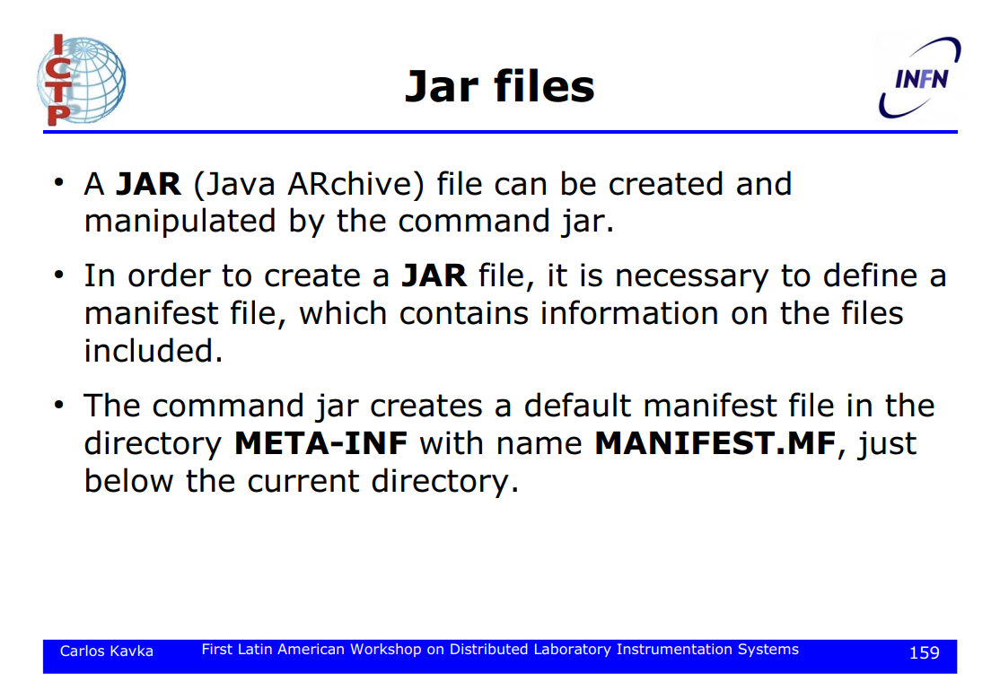 ICTP
Jar files
INFN
• A JAR (Java ARchive) file can be created and
manipulated by the command jar.
• In order to create a JAR file, it is necessary to define a
manifest file, which contains information on the files
included.
• The command jar creates a default manifest file in the
directory META-INF with name MANIFEST.MF, just
below the current directory.
Carlos Kavka
First Latin American Workshop on Distributed Laboratory Instrumentation Systems
159